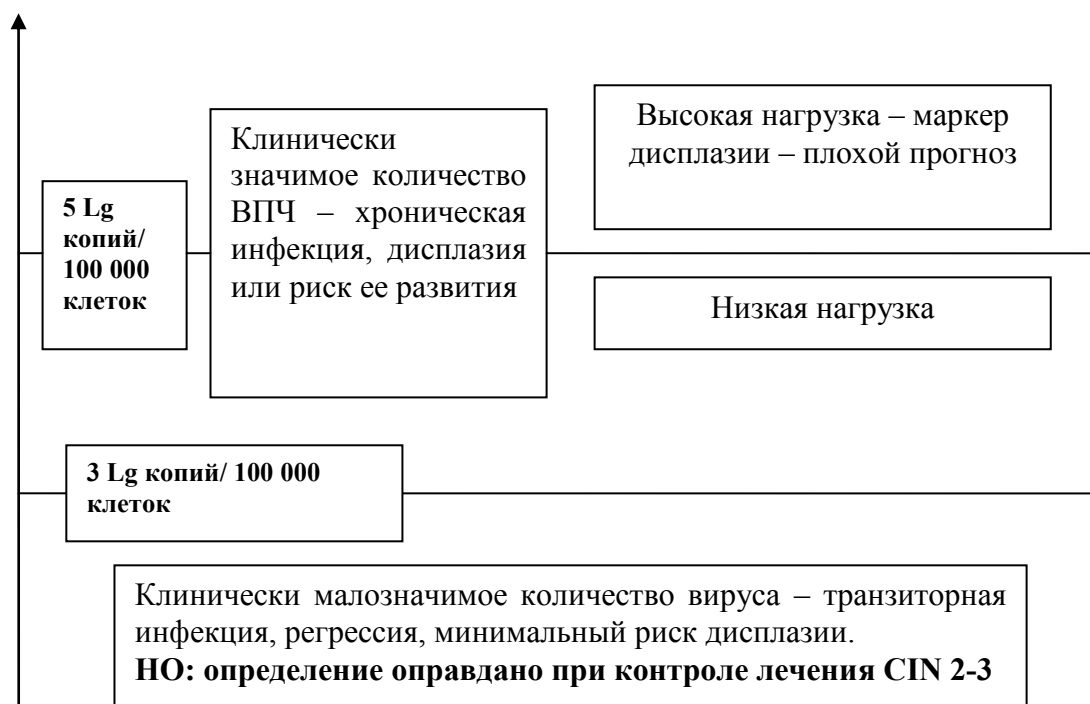 Высокая нагрузка – маркер
дисплазии – плохой прогноз
Клинически
значимое количество
ВПЧ – хроническая
инфекция, дисплазия
или риск ее развития
5 Lg
копий/
100 000
клеток
Низкая нагрузка
3 Lg копий/ 100 000
клеток
Клинически малозначимое количество вируса – транзиторная
инфекция, регрессия, минимальный риск дисплазии.
НО: определение оправдано при контроле лечения CIN 2-3